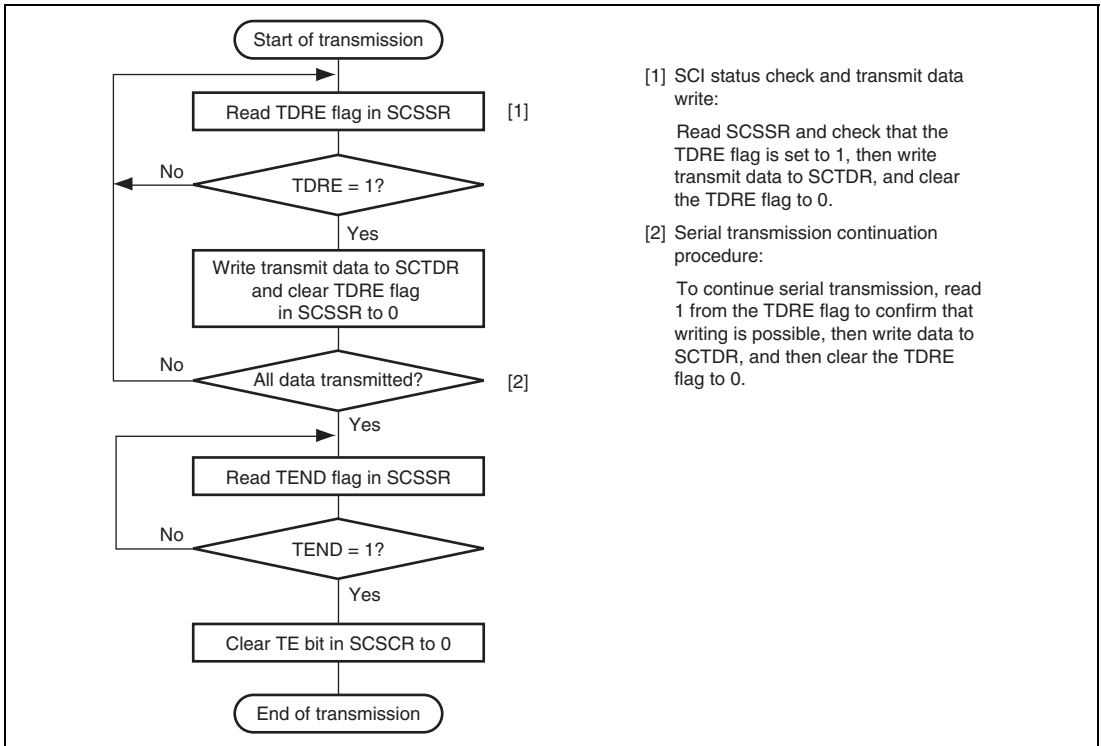 Start of transmission
Read TDRE flag in SCSSR
[1]
No
TDRE = 1?
Yes
Write transmit data to SCTDR
and clear TDRE flag
in SCSSR to 0
No
All data transmitted?
[2]
Yes
Read TEND flag in SCSSR
No
TEND = 1?
Yes
Clear TE bit in SCSCR to 0
End of transmission
[1] SCI status check and transmit data
write:
Read SCSSR and check that the
TDRE flag is set to 1, then write
transmit data to SCTDR, and clear
the TDRE flag to 0.
[2] Serial transmission continuation
procedure:
To continue serial transmission, read
1 from the TDRE flag to confirm that
writing is possible, then write data to
SCTDR, and then clear the TDRE
flag to 0.